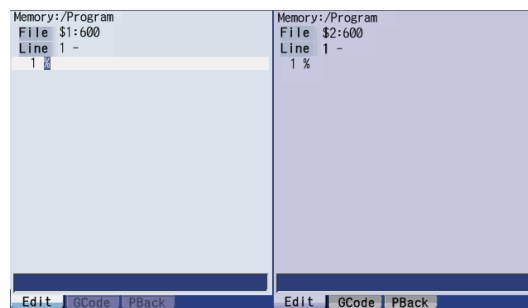 Memory:/Program
File $1:600
Line 1 -
1 %
Edit GCode PBack
Memory:/Program
File $2:600
Line 1 -
1 %
Edit GCode PBack